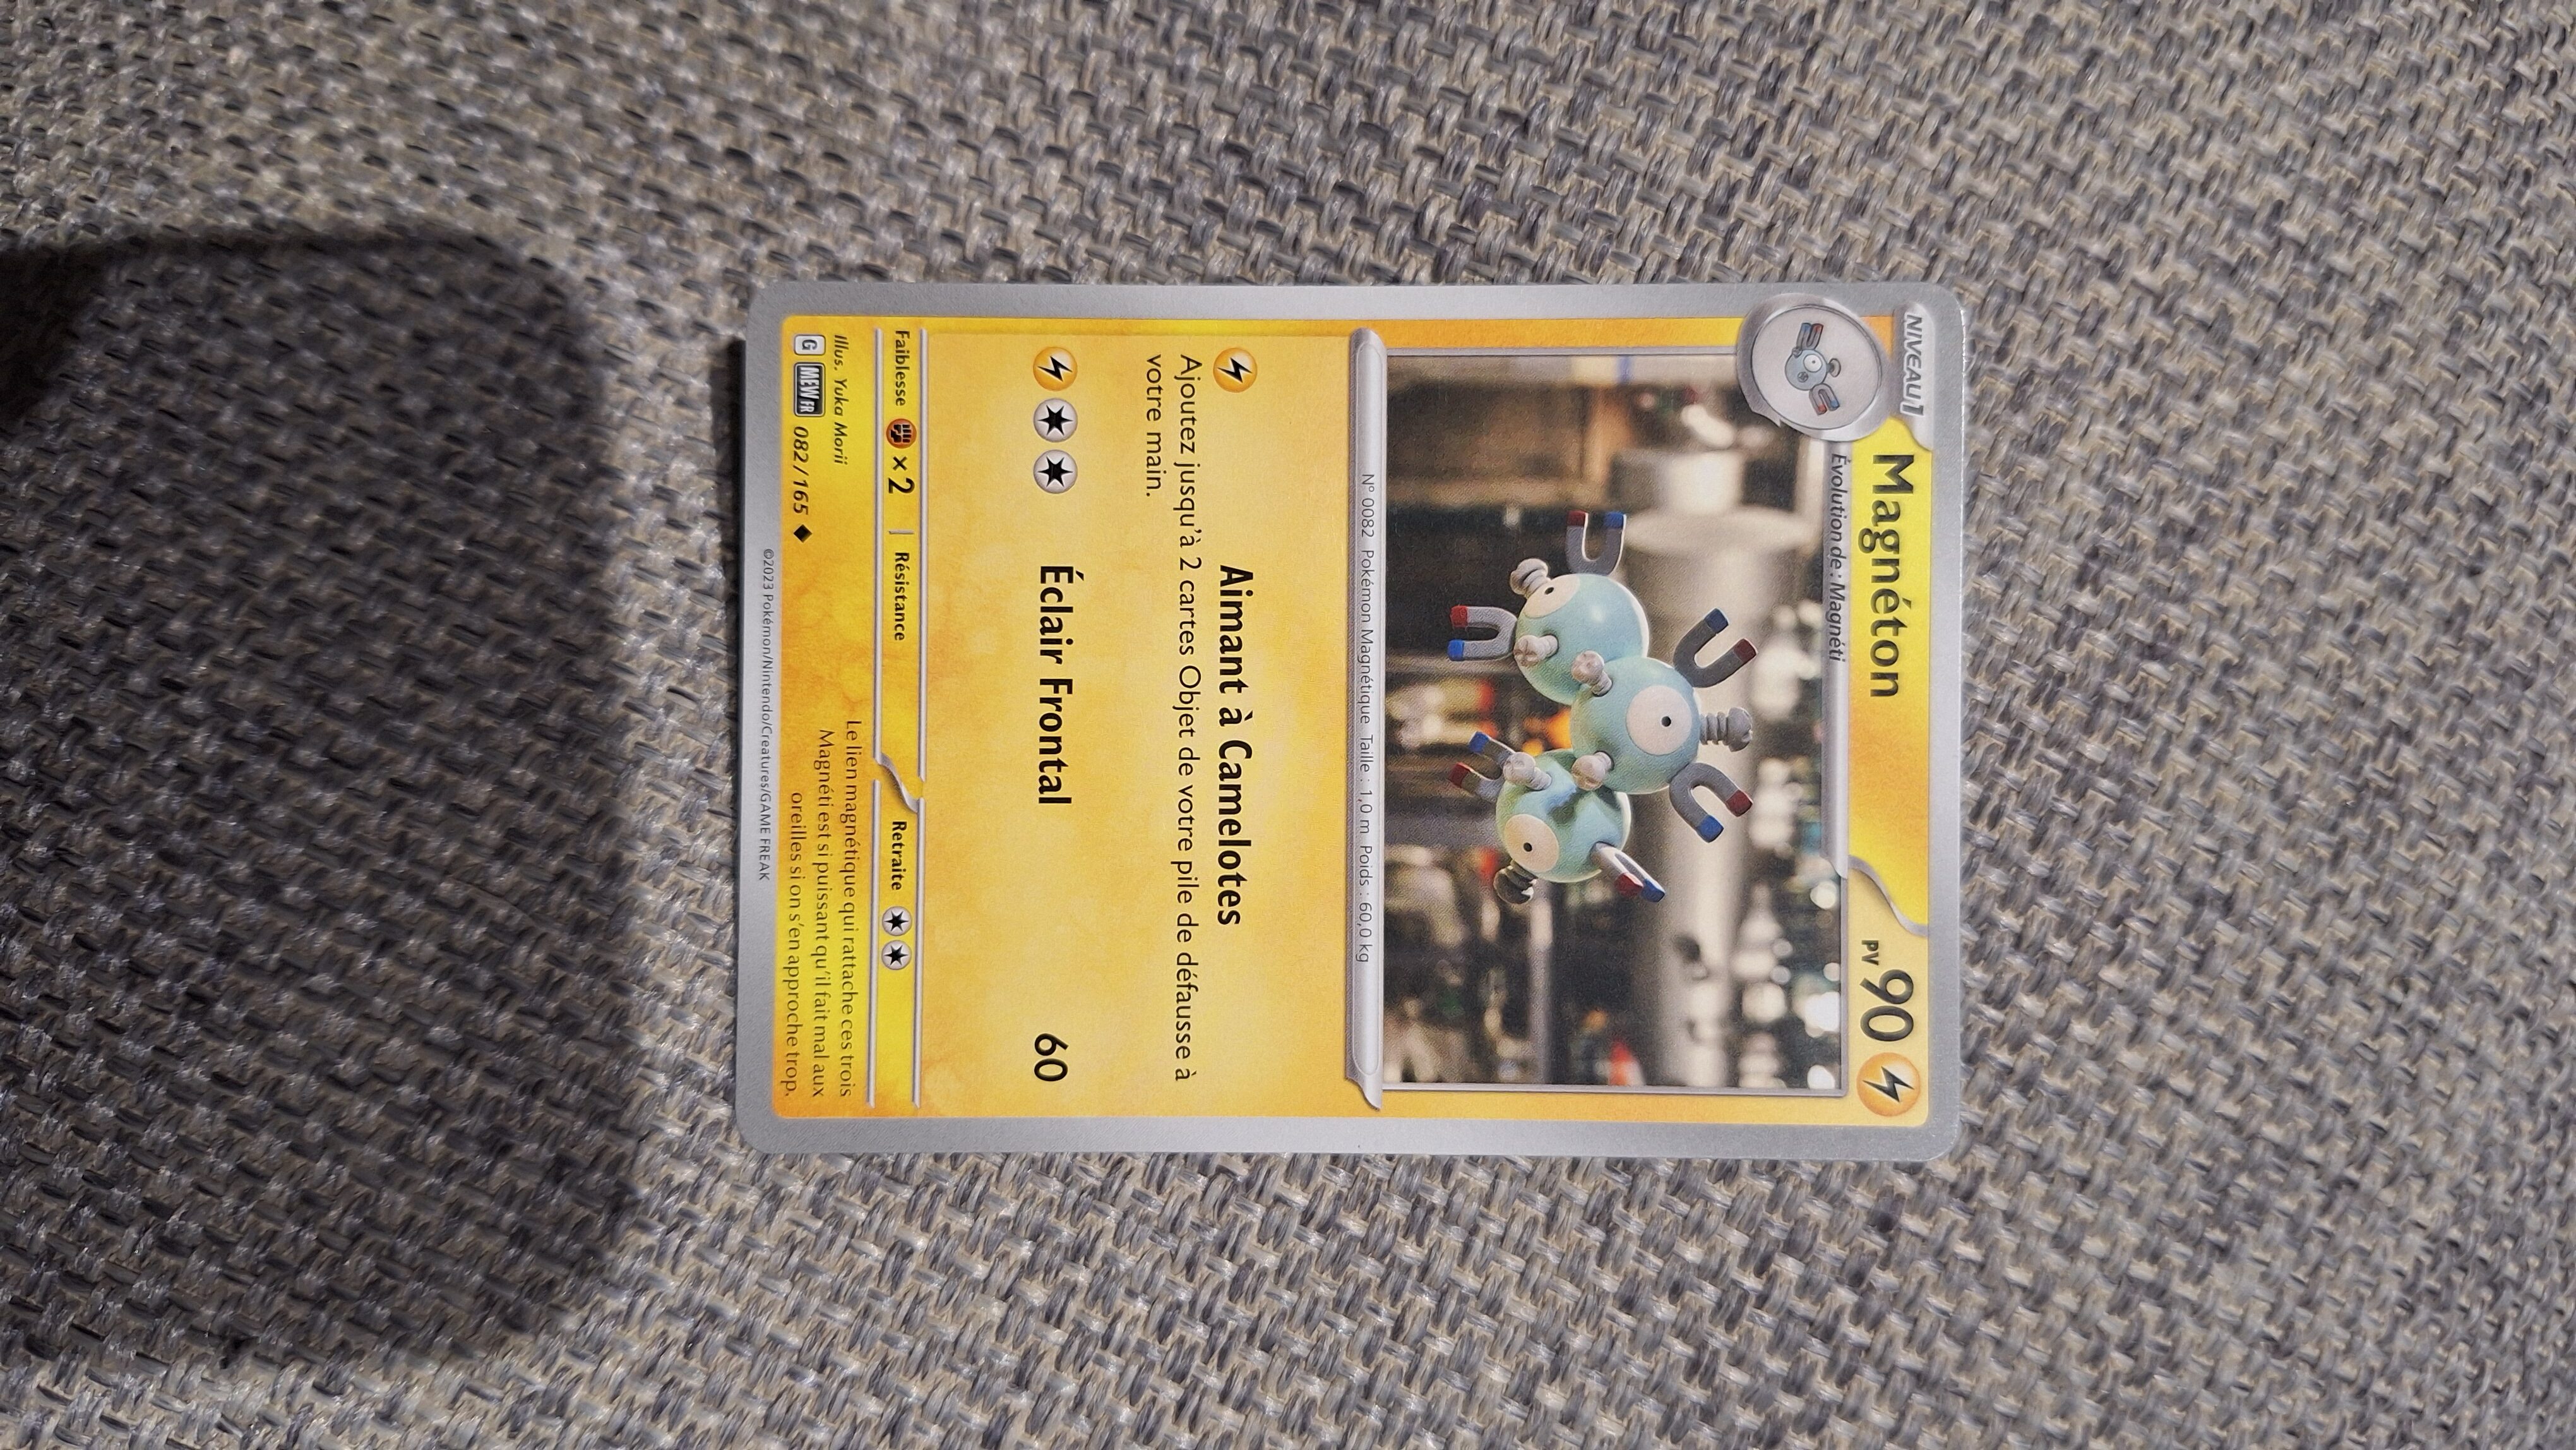 NIVEAU 1
Magnéton
PV 90
Évolution de : Magnéti
N° 0082 Pokémon Magnétique Taille : 1,0 m Poids : 60,0 kg
Aimant à Camelotes
Ajoutez jusqu'à 2 cartes Objet de votre pile de défausse à
votre main.
Éclair Frontal 60
Faiblesse ×2 Résistance Retraite
Illus. Yuka Morii
G MEW FR 082/165
Le lien magnétique qui rattache ces trois
Magnéti est si puissant qu'il fait mal aux
oreilles si on s'en approche trop.
©2023 Pokémon/Nintendo/Creatures/GAME FREAK